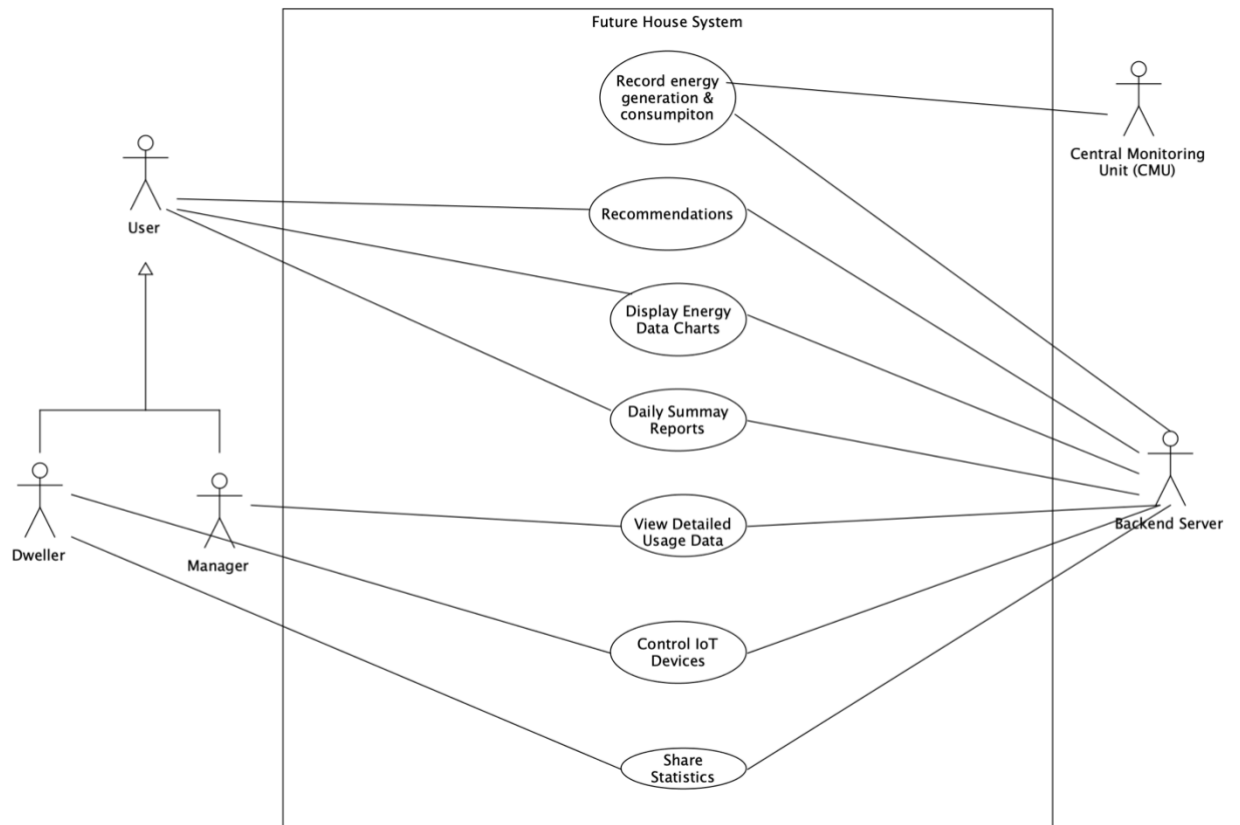 Future House System
Record energy
generation &
consumpiton
Central Monitoring
Unit (CMU)
User
Recommendations
Display Energy
Data Charts
Daily Summay
Reports
Dweller
Manager
View Detailed
Usage Data
Backend Server
Control IoT
Devices
Share
Statistics